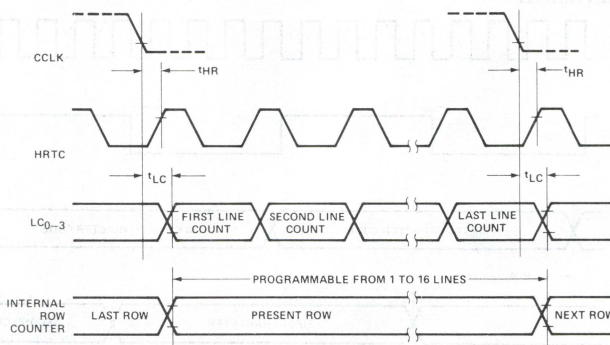 CCLK
tHR
tHR
HRTC
tLC
tLC
LC0–3
FIRST LINE COUNT
SECOND LINE COUNT
LAST LINE COUNT
PROGRAMMABLE FROM 1 TO 16 LINES
INTERNAL ROW COUNTER
LAST ROW
PRESENT ROW
NEXT ROW